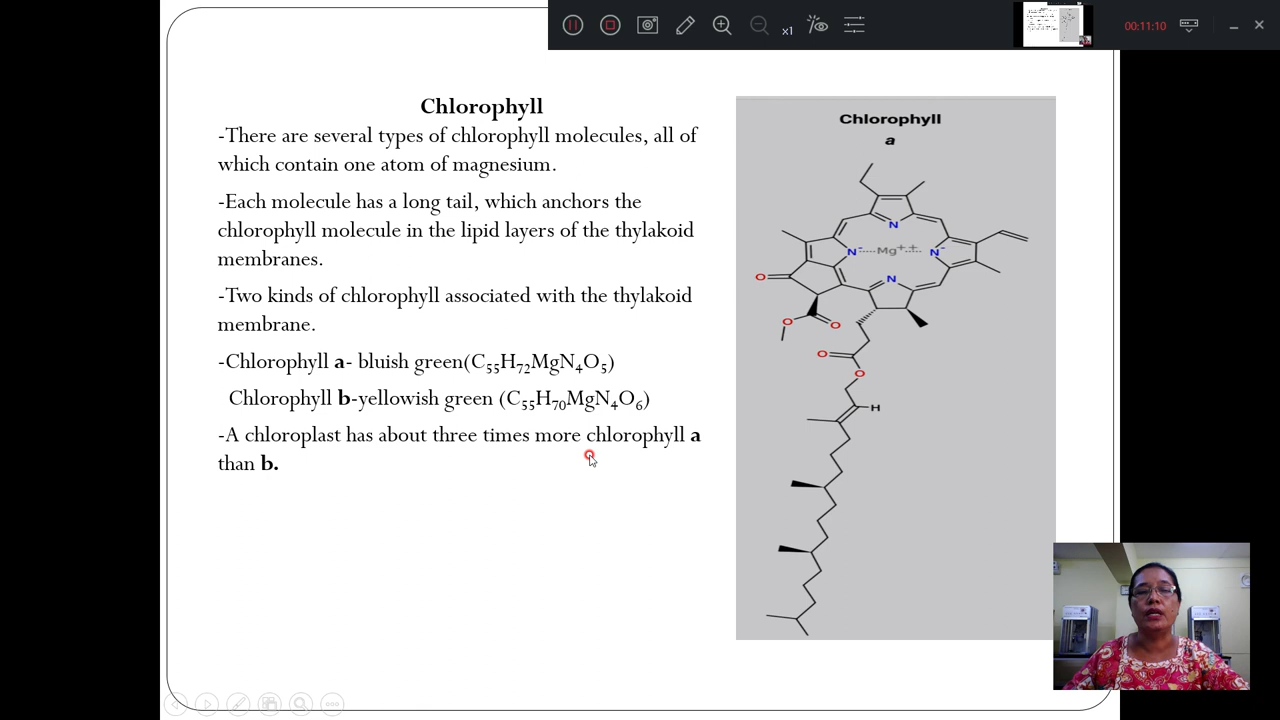 x1
00:11:10
Chlorophyll
-There are several types of chlorophyll molecules, all of
which contain one atom of magnesium.
-Each molecule has a long tail, which anchors the
chlorophyll molecule in the lipid layers of the thylakoid
membranes.
-Two kinds of chlorophyll associated with the thylakoid
membrane.
-Chlorophyll a- bluish green(C₅₅H₇₂MgN₄O₅)
Chlorophyll b-yellowish green (C₅₅H₇₀MgN₄O₆)
-A chloroplast has about three times more chlorophyll a
than b.
Chlorophyll
a
N
N⁻ Mg⁺⁺ N⁻
N
O
O
O
O
O
H